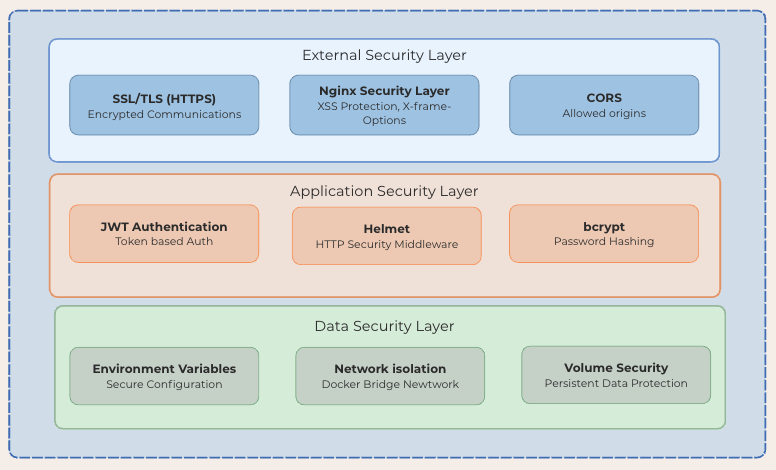 External Security Layer
SSL/TLS (HTTPS)
Encrypted Communications
Nginx Security Layer
XSS Protection, X-frame-
Options
CORS
Allowed origins
Application Security Layer
JWT Authentication
Token based Auth
Helmet
HTTP Security Middleware
bcrypt
Password Hashing
Data Security Layer
Environment Variables
Secure Configuration
Network isolation
Docker Bridge Newtwork
Volume Security
Persistent Data Protection